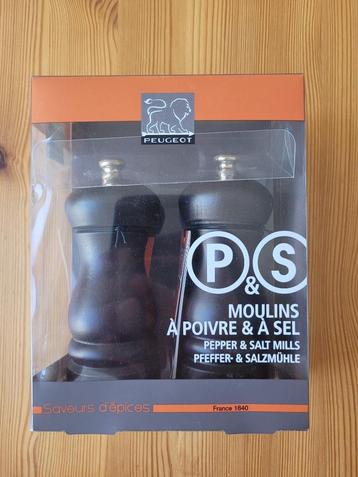 PEUGEOT
P&S
MOULINS
À POIVRE & À SEL
PEPPER & SALT MILLS
PFEFFER- & SALZMÜHLE
Saveurs d'épices
France 1840